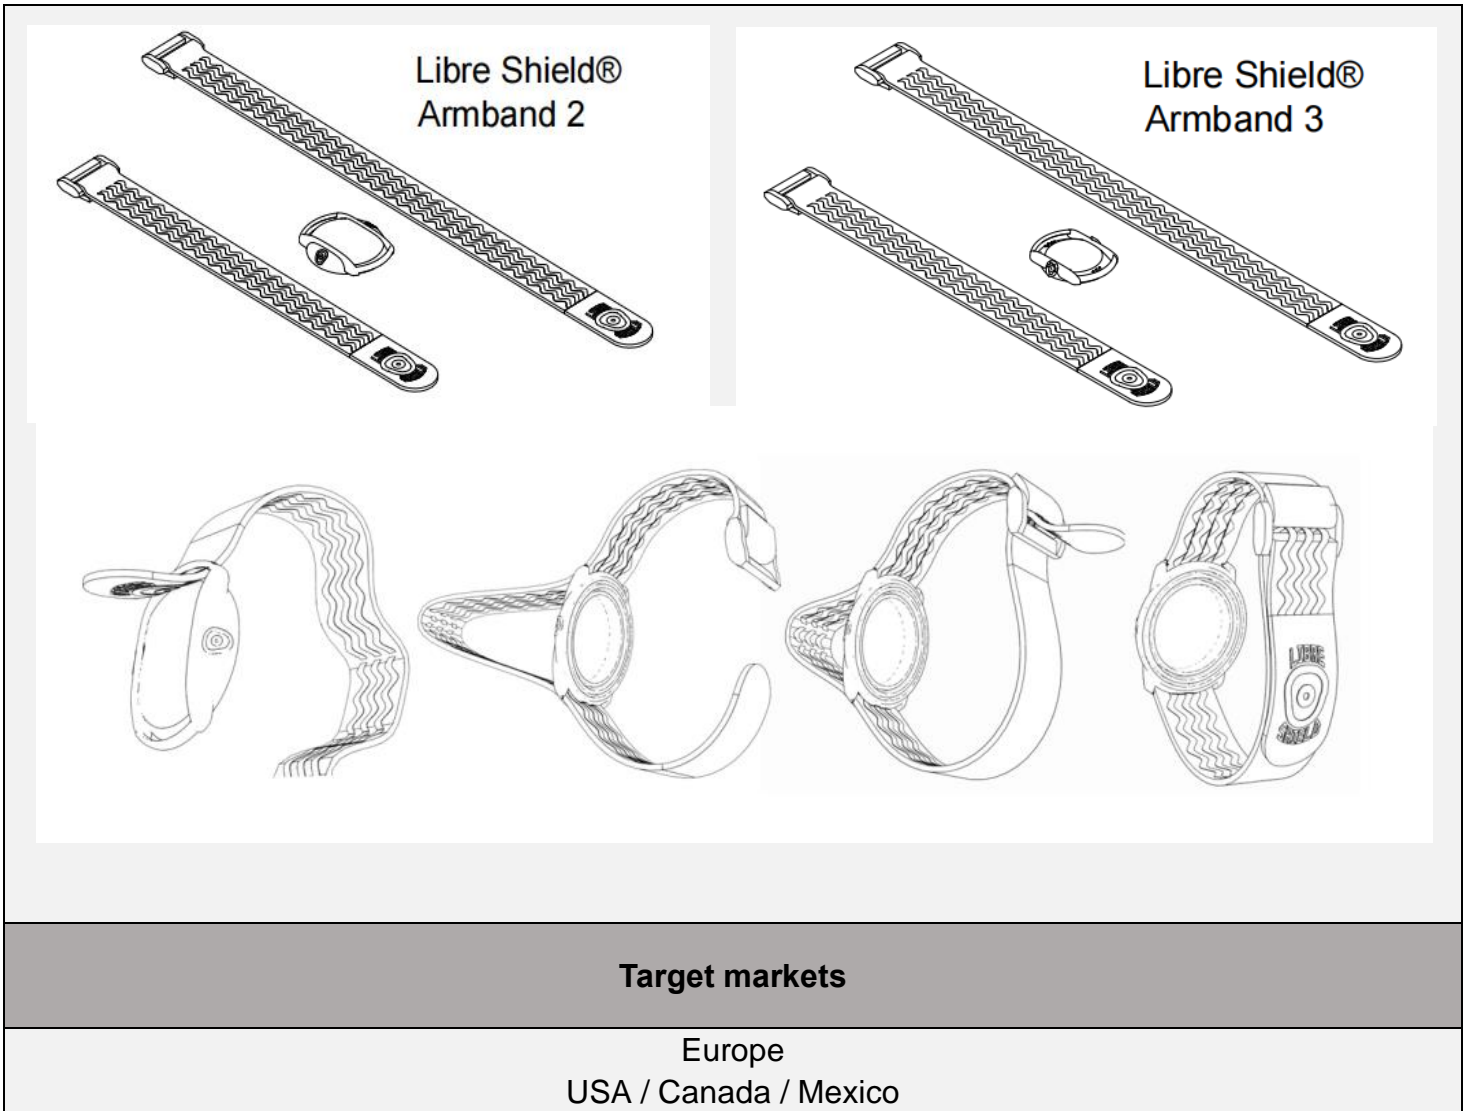 Libre Shield®
Armband 2
Libre Shield®
Armband 3
LIBRE
SHIELD
Target markets
Europe
USA / Canada / Mexico